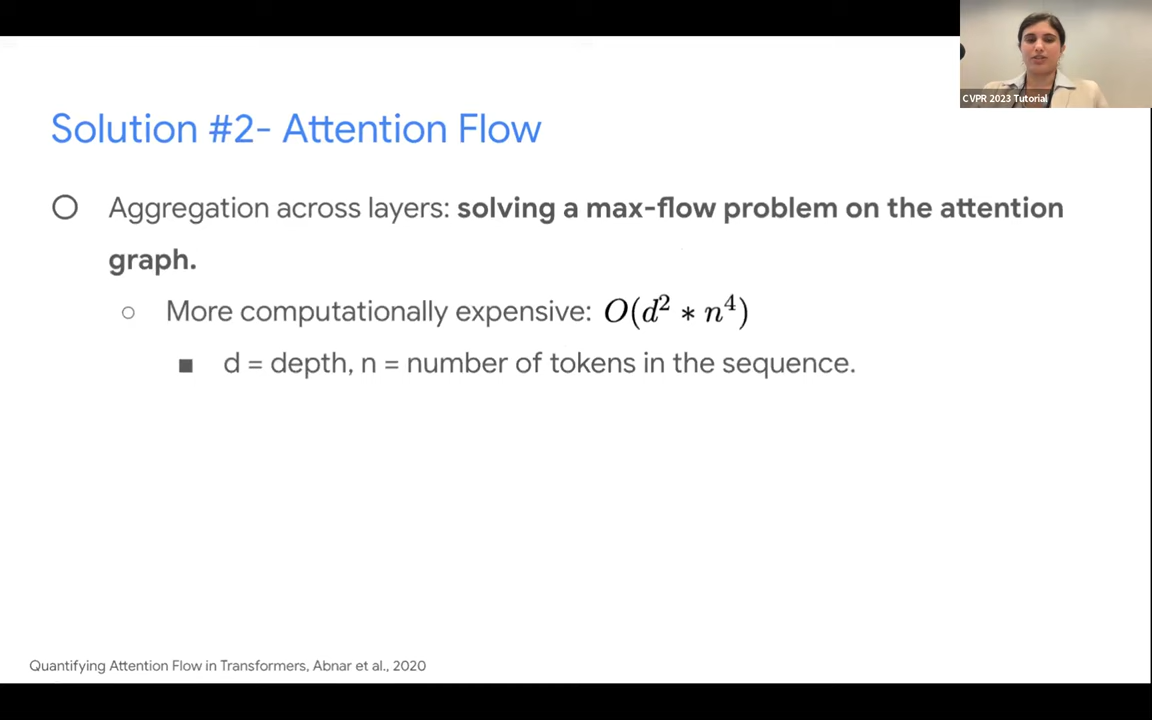 CVPR 2023 Tutorial
Solution #2- Attention Flow
Aggregation across layers: solving a max-flow problem on the attention
graph.
More computationally expensive: O(d² * n⁴)
d = depth, n = number of tokens in the sequence.
Quantifying Attention Flow in Transformers, Abnar et al., 2020